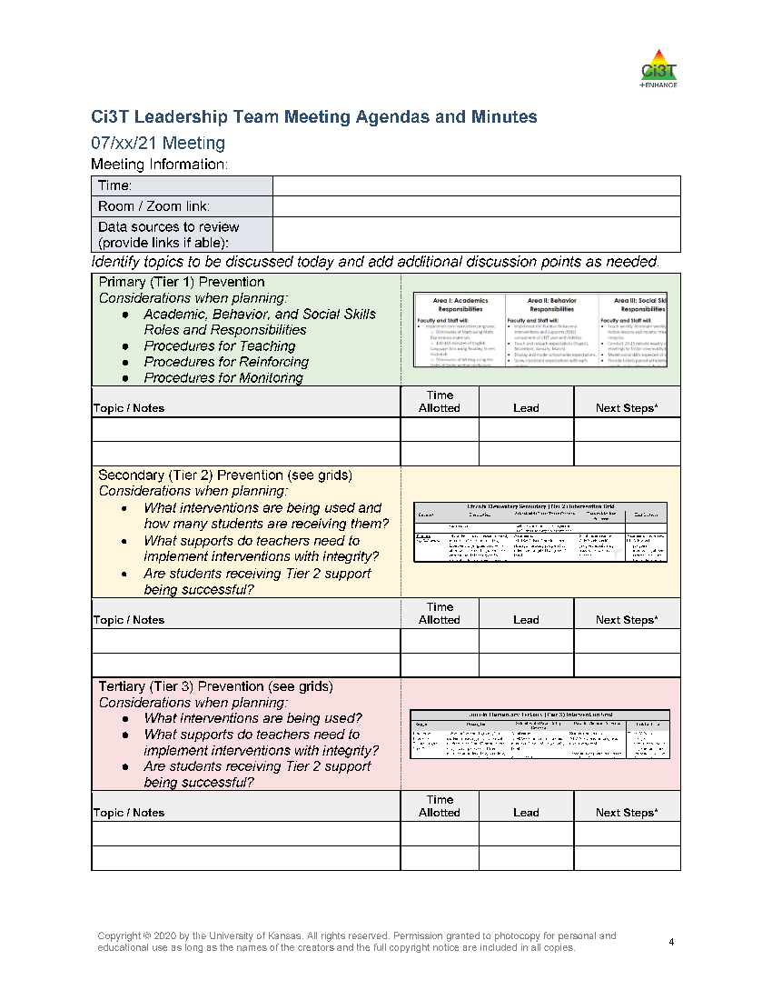 Ci3T
+ENHANCE
Ci3T Leadership Team Meeting Agendas and Minutes
07/xx/21 Meeting
Meeting Information:
Time:
Room / Zoom link:
Data sources to review
(provide links if able):
Identify topics to be discussed today and add additional discussion points as needed.
Primary (Tier 1) Prevention
Considerations when planning:
● Academic, Behavior, and Social Skills
Roles and Responsibilities
● Procedures for Teaching
● Procedures for Reinforcing
● Procedures for Monitoring
Area I: Academics Area II: Behavior Area III: Social Ski
Responsibilities Responsibilities Responsibilities
Faculty and Staff will: Faculty and Staff will: Faculty and Staff will:
Time
Topic / Notes Allotted Lead Next Steps*
Secondary (Tier 2) Prevention (see grids)
Considerations when planning:
• What interventions are being used and
how many students are receiving them?
• What supports do teachers need to
implement interventions with integrity?
• Are students receiving Tier 2 support
being successful?
Elementary Secondary (Tier 2) Intervention Grid
Time
Topic / Notes Allotted Lead Next Steps*
Tertiary (Tier 3) Prevention (see grids)
Considerations when planning:
● What interventions are being used?
● What supports do teachers need to
implement interventions with integrity?
● Are students receiving Tier 2 support
being successful?
Elementary Tertiary (Tier 3) Intervention Grid
Time
Topic / Notes Allotted Lead Next Steps*
Copyright © 2020 by the University of Kansas. All rights reserved. Permission granted to photocopy for personal and
educational use as long as the names of the creators and the full copyright notice are included in all copies.
4